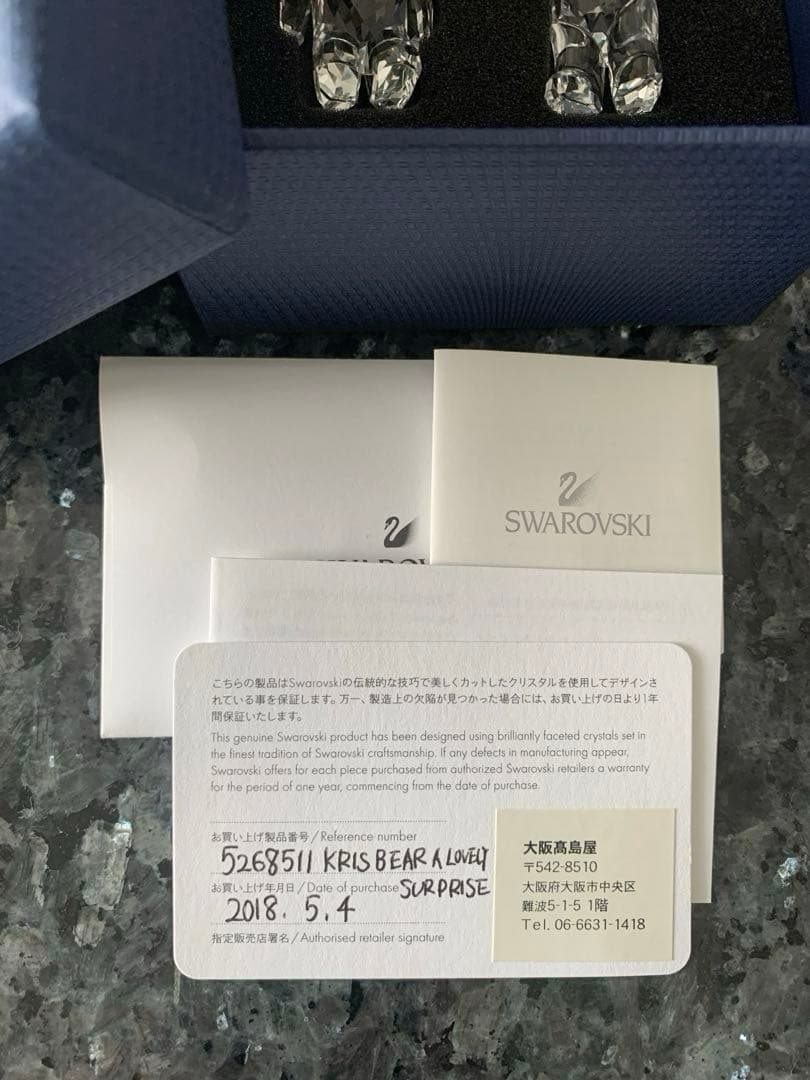 SWAROVSKI
こちらの製品はSwarovskiの伝統的な技巧で美しくカットしたクリスタルを使用してデザインさ
れている事を保証します。万一、製造上の欠陥が見つかった場合には、お買い上げの日より1年
間保証いたします。
This genuine Swarovski product has been designed using brilliantly faceted crystals set in
the finest tradition of Swarovski craftsmanship. If any defects in manufacturing appear,
Swarovski offers for each piece purchased from authorized Swarovski retailers a warranty
for the period of one year, commencing from the date of purchase.
お買い上げ製品番号/Reference number
5268511 KRIS BEAR A LOVELY
お買い上げ年月日/Date of purchase SURPRISE
2018. 5. 4
指定販売店署名/Authorised retailer signature
大阪髙島屋
〒542-8510
大阪府大阪市中央区
難波5-1-5 1階
Tel. 06-6631-1418